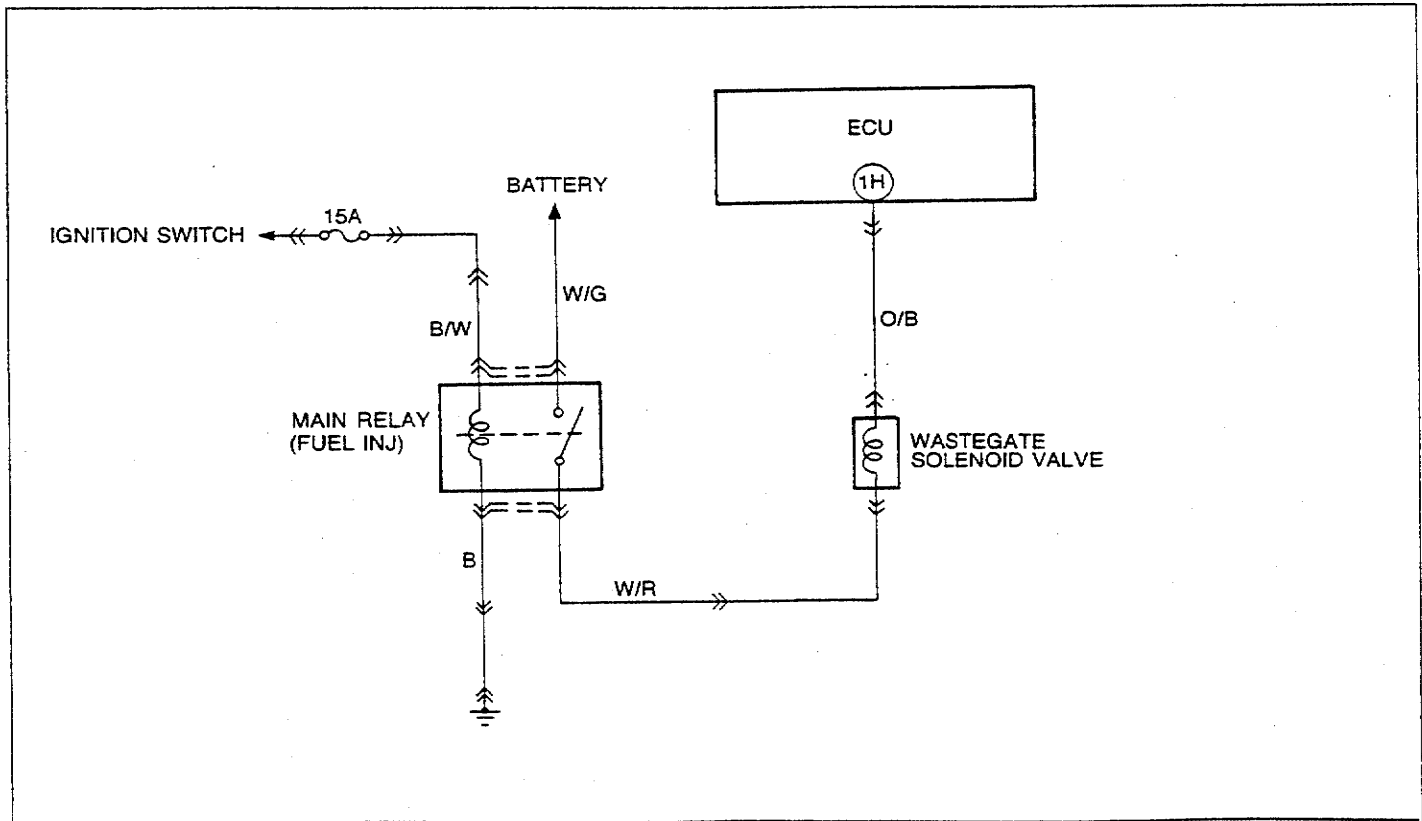 ECU
1H
BATTERY
15A
IGNITION SWITCH
W/G
B/W
O/B
MAIN RELAY
(FUEL INJ)
WASTEGATE
SOLENOID VALVE
B
W/R